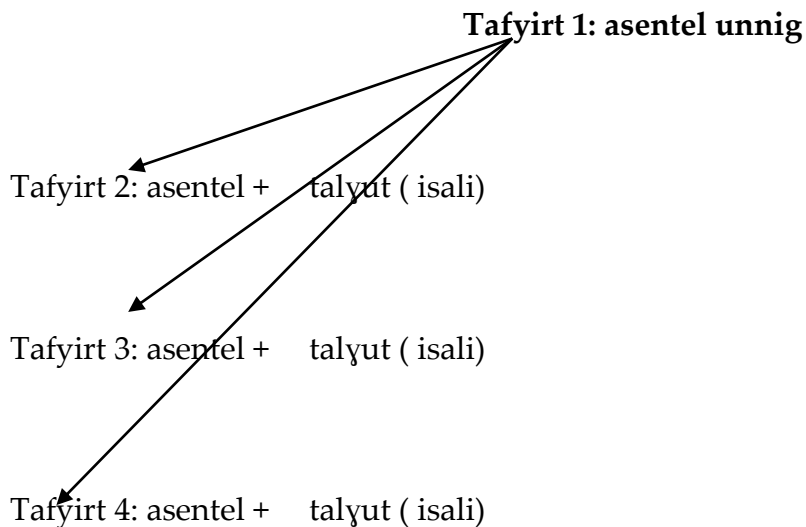 Tafyirt 1: asentel unnig
Tafyirt 2: asentel + talɣut ( isali)
Tafyirt 3: asentel + talɣut ( isali)
Tafyirt 4: asentel + talɣut ( isali)